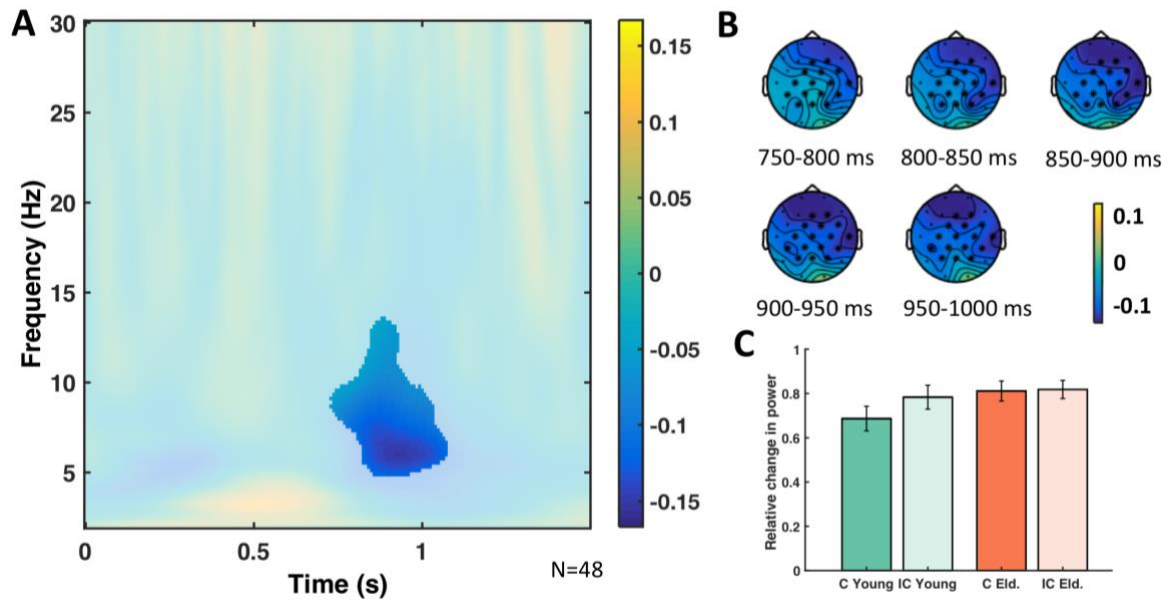 A
30
25
20
15
10
5
Frequency (Hz)
0
0.5
1
Time (s)
N=48
0.15
0.1
0.05
0
-0.05
-0.1
-0.15
B
750-800 ms
800-850 ms
850-900 ms
900-950 ms
950-1000 ms
0.1
0
-0.1
C
1
0.8
0.6
0.4
0.2
0
Relative change in power
C Young
IC Young
C Eld.
IC Eld.